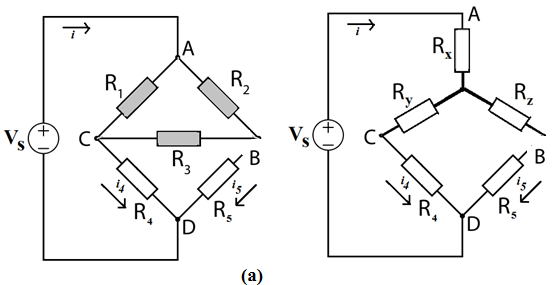 i
A
R1
R2
Vs
+
−
C
R3
B
i4
R4
i5
R5
D
i
A
Rx
Ry
Rz
Vs
+
−
C
B
i4
R4
i5
R5
D
(a)